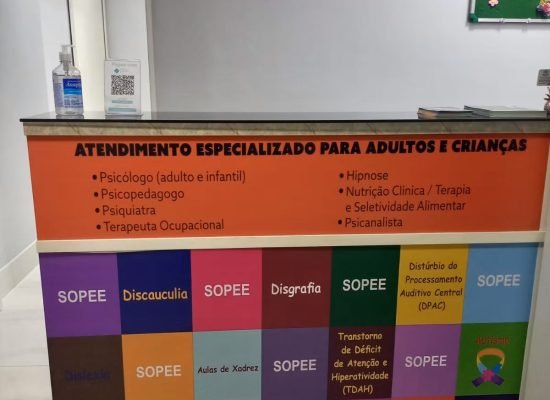 ATENDIMENTO ESPECIALIZADO PARA ADULTOS E CRIANÇAS
• Psicólogo (adulto e infantil)
• Psicopedagogo
• Psiquiatra
• Terapeuta Ocupacional
• Hipnose
• Nutrição Clínica / Terapia
e Seletividade Alimentar
• Psicanalista
SOPEE
Discauculia
SOPEE
Disgrafia
SOPEE
Distúrbio do
Processamento
Auditivo Central
(DPAC)
SOPEE
Dislexia
SOPEE
Aulas de Xadrez
SOPEE
Transtorno
de Déficit
de Atenção e
Hiperatividade
(TDAH)
SOPEE